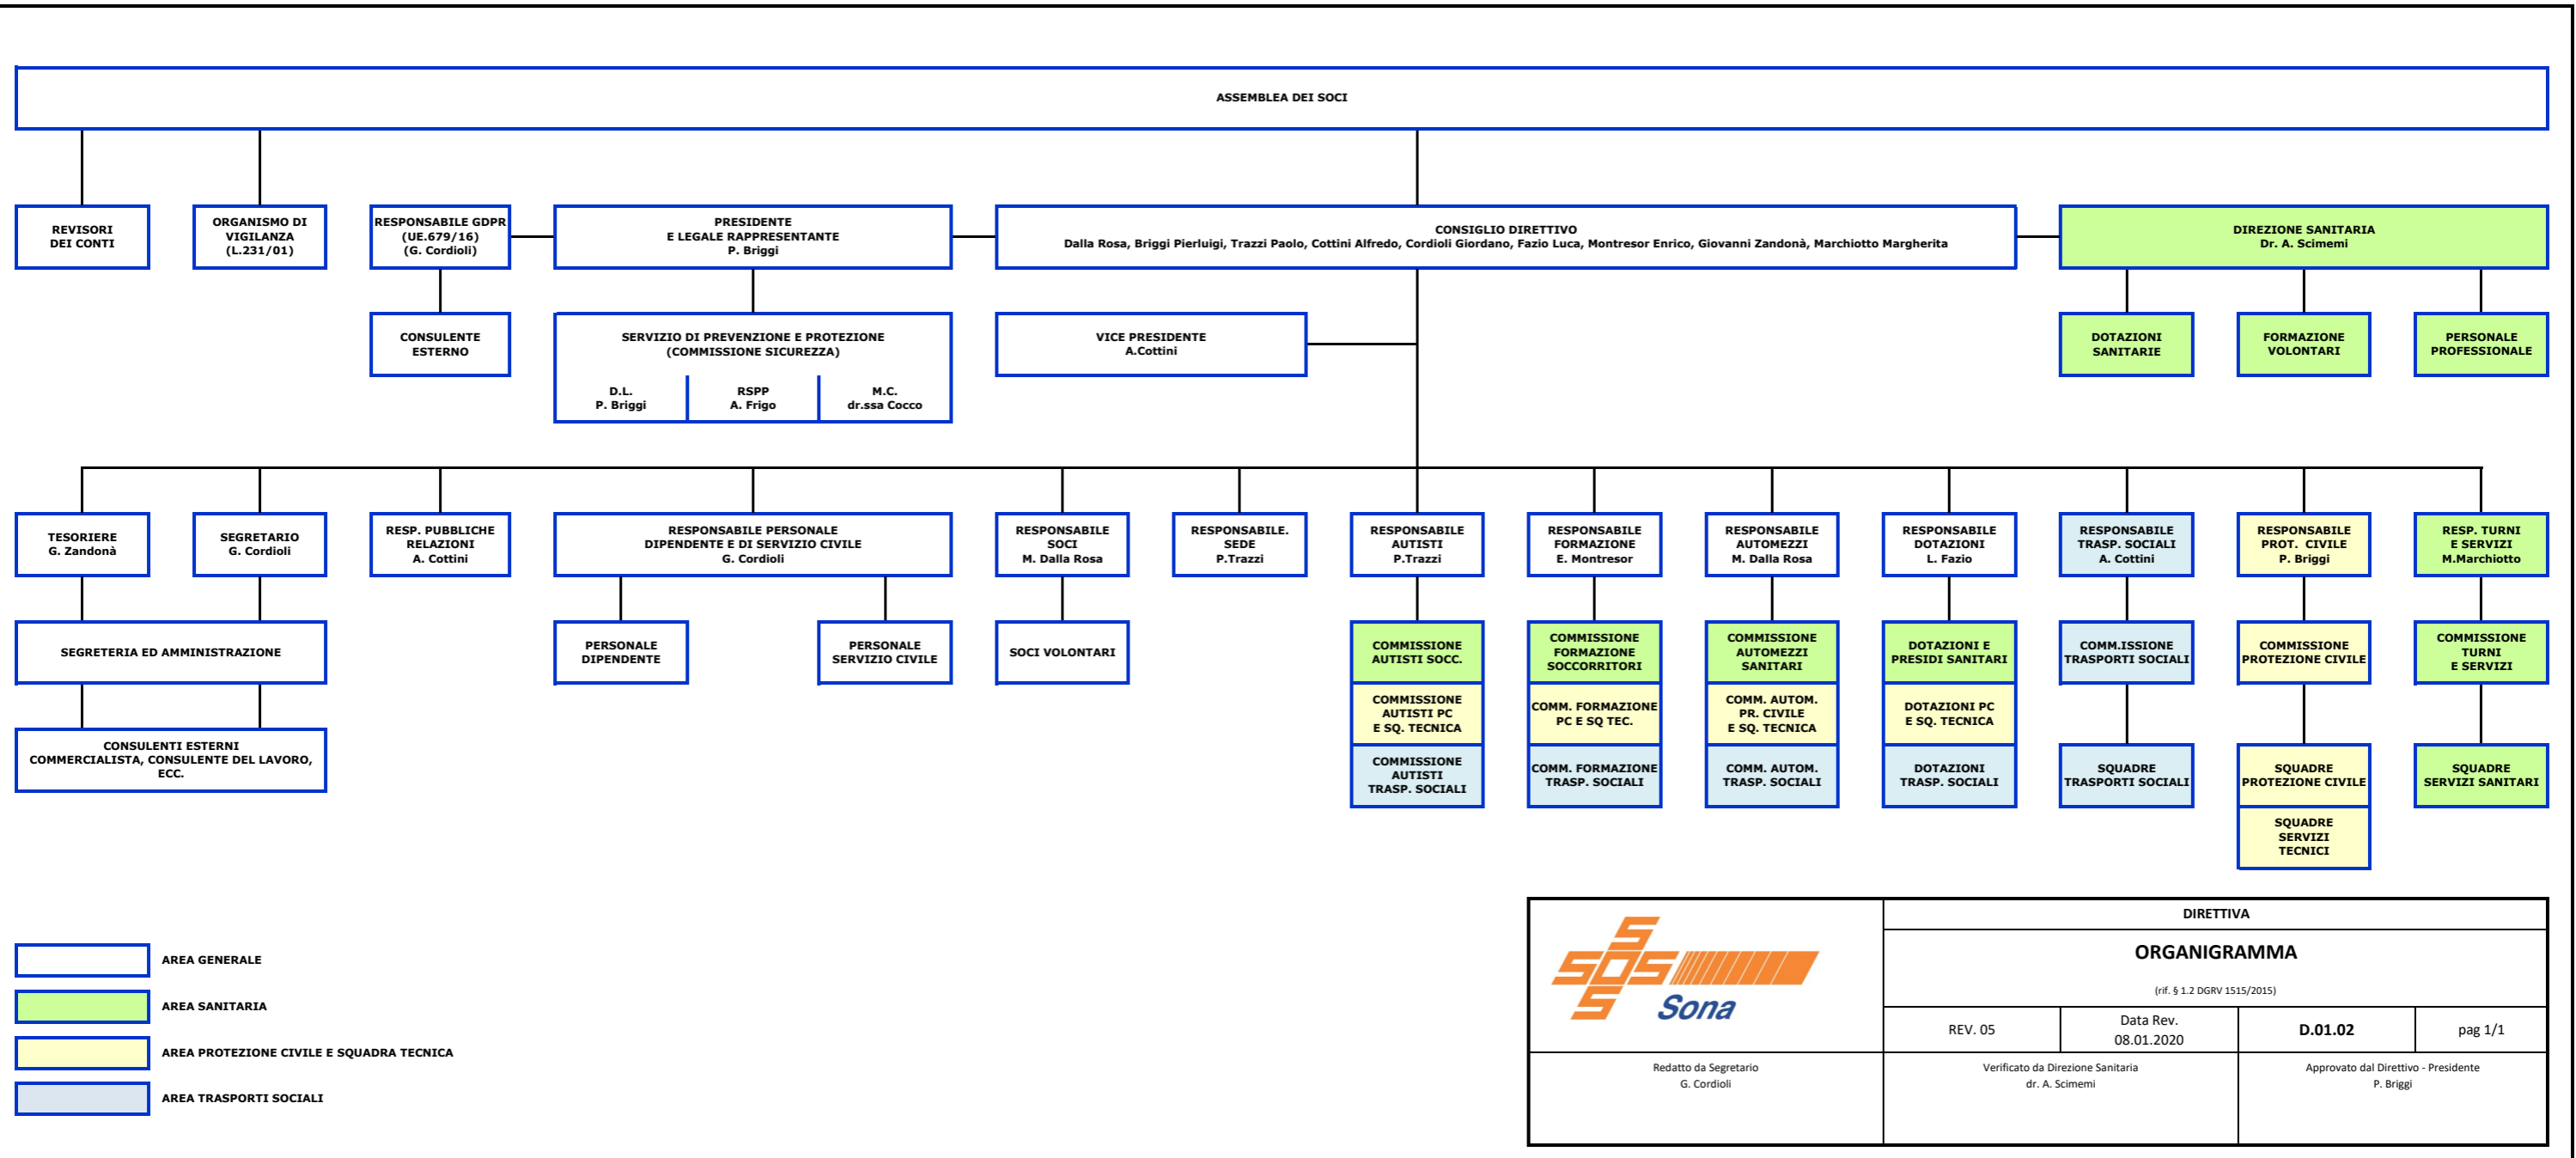 ASSEMBLEA DEI SOCI
REVISORI
DEI CONTI
ORGANISMO DI
VIGILANZA
(L.231/01)
RESPONSABILE GDPR
(UE.679/16)
(G. Cordioli)
PRESIDENTE
E LEGALE RAPPRESENTANTE
P. Briggi
CONSIGLIO DIRETTIVO
Dalla Rosa, Briggi Pierluigi, Trazzi Paolo, Cottini Alfredo, Cordioli Giordano, Fazio Luca, Montresor Enrico, Giovanni Zandonà, Marchiotto Margherita
DIREZIONE SANITARIA
Dr. A. Scimemi
CONSULENTE
ESTERNO
SERVIZIO DI PREVENZIONE E PROTEZIONE
(COMMISSIONE SICUREZZA)
D.L.
P. Briggi
RSPP
A. Frigo
M.C.
dr.ssa Cocco
VICE PRESIDENTE
A.Cottini
DOTAZIONI
SANITARIE
FORMAZIONE
VOLONTARI
PERSONALE
PROFESSIONALE
TESORIERE
G. Zandonà
SEGRETARIO
G. Cordioli
RESP. PUBBLICHE
RELAZIONI
A. Cottini
RESPONSABILE PERSONALE
DIPENDENTE E DI SERVIZIO CIVILE
G. Cordioli
RESPONSABILE
SOCI
M. Dalla Rosa
RESPONSABILE.
SEDE
P.Trazzi
RESPONSABILE
AUTISTI
P.Trazzi
RESPONSABILE
FORMAZIONE
E. Montresor
RESPONSABILE
AUTOMEZZI
M. Dalla Rosa
RESPONSABILE
DOTAZIONI
L. Fazio
RESPONSABILE
TRASP. SOCIALI
A. Cottini
RESPONSABILE
PROT. CIVILE
P. Briggi
RESP. TURNI
E SERVIZI
M.Marchiotto
SEGRETERIA ED AMMINISTRAZIONE
PERSONALE
DIPENDENTE
PERSONALE
SERVIZIO CIVILE
SOCI VOLONTARI
COMMISSIONE
AUTISTI SOCC.
COMMISSIONE
FORMAZIONE
SOCCORRITORI
COMMISSIONE
AUTOMEZZI
SANITARI
DOTAZIONI E
PRESIDI SANITARI
COMM.ISSIONE
TRASPORTI SOCIALI
COMMISSIONE
PROTEZIONE CIVILE
COMMISSIONE
TURNI
E SERVIZI
COMMISSIONE
AUTISTI PC
E SQ. TECNICA
COMM. FORMAZIONE
PC E SQ TEC.
COMM. AUTOM.
PR. CIVILE
E SQ. TECNICA
DOTAZIONI PC
E SQ. TECNICA
CONSULENTI ESTERNI
COMMERCIALISTA, CONSULENTE DEL LAVORO,
ECC.
COMMISSIONE
AUTISTI
TRASP. SOCIALI
COMM. FORMAZIONE
TRASP. SOCIALI
COMM. AUTOM.
TRASP. SOCIALI
DOTAZIONI
TRASP. SOCIALI
SQUADRE
TRASPORTI SOCIALI
SQUADRE
PROTEZIONE CIVILE
SQUADRE
SERVIZI SANITARI
SQUADRE
SERVIZI
TECNICI
AREA GENERALE
AREA SANITARIA
AREA PROTEZIONE CIVILE E SQUADRA TECNICA
AREA TRASPORTI SOCIALI
S
SOS
S
Sona
DIRETTIVA
ORGANIGRAMMA
(rif. § 1.2 DGRV 1515/2015)
REV. 05
Data Rev.
08.01.2020
D.01.02
pag 1/1
Redatto da Segretario
G. Cordioli
Verificato da Direzione Sanitaria
dr. A. Scimemi
Approvato dal Direttivo - Presidente
P. Briggi